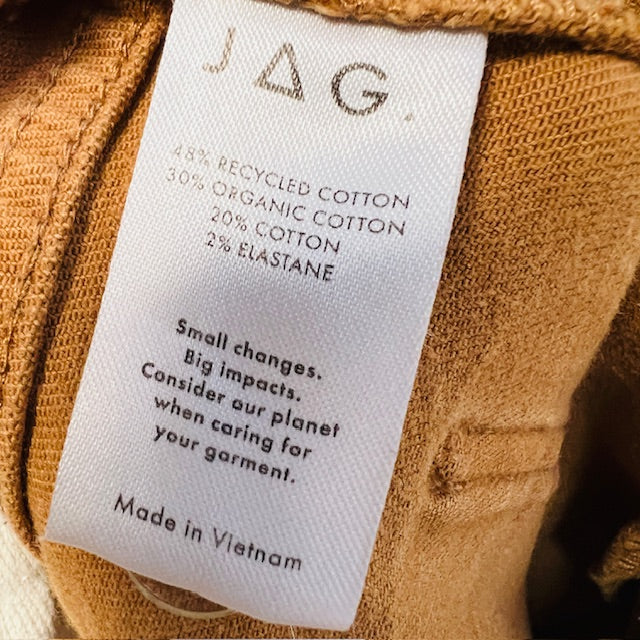 JAG.
48% RECYCLED COTTON
30% ORGANIC COTTON
20% COTTON
2% ELASTANE
Small changes.
Big impacts.
Consider our planet
when caring for
your garment.
Made in Vietnam